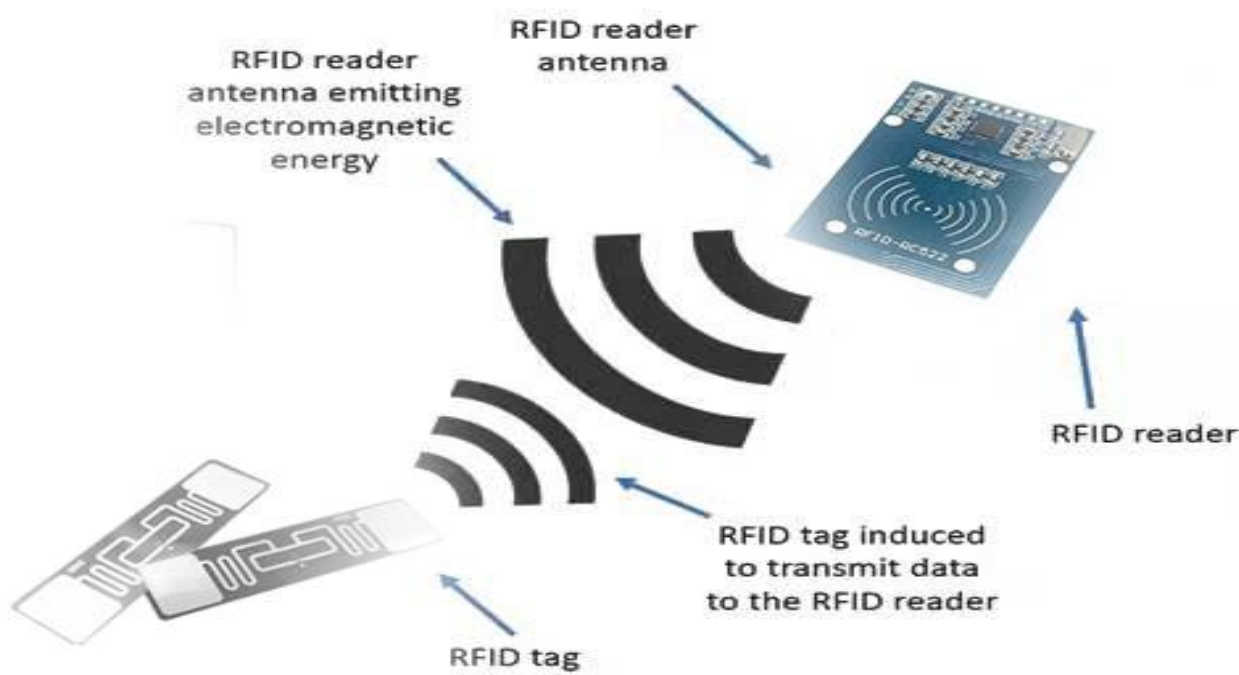 RFID reader
antenna
RFID reader
antenna emitting
electromagnetic
energy
RFID-RC522
RFID reader
RFID tag induced
to transmit data
to the RFID reader
RFID tag